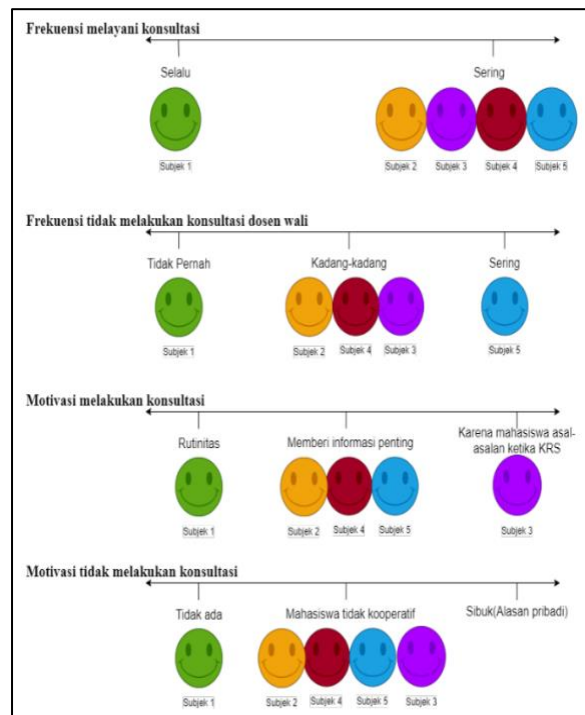 Frekuensi melayani konsultasi
Selalu
Sering
Subjek 1
Subjek 2
Subjek 3
Subjek 4
Subjek 5
Frekuensi tidak melakukan konsultasi dosen wali
Tidak Pernah
Kadang-kadang
Sering
Subjek 1
Subjek 2
Subjek 4
Subjek 3
Subjek 5
Motivasi melakukan konsultasi
Rutinitas
Memberi informasi penting
Karena mahasiswa asal-
asalan ketika KRS
Subjek 1
Subjek 2
Subjek 4
Subjek 5
Subjek 3
Motivasi tidak melakukan konsultasi
Tidak ada
Mahasiswa tidak kooperatif
Sibuk(Alasan pribadi)
Subjek 1
Subjek 2
Subjek 4
Subjek 5
Subjek 3